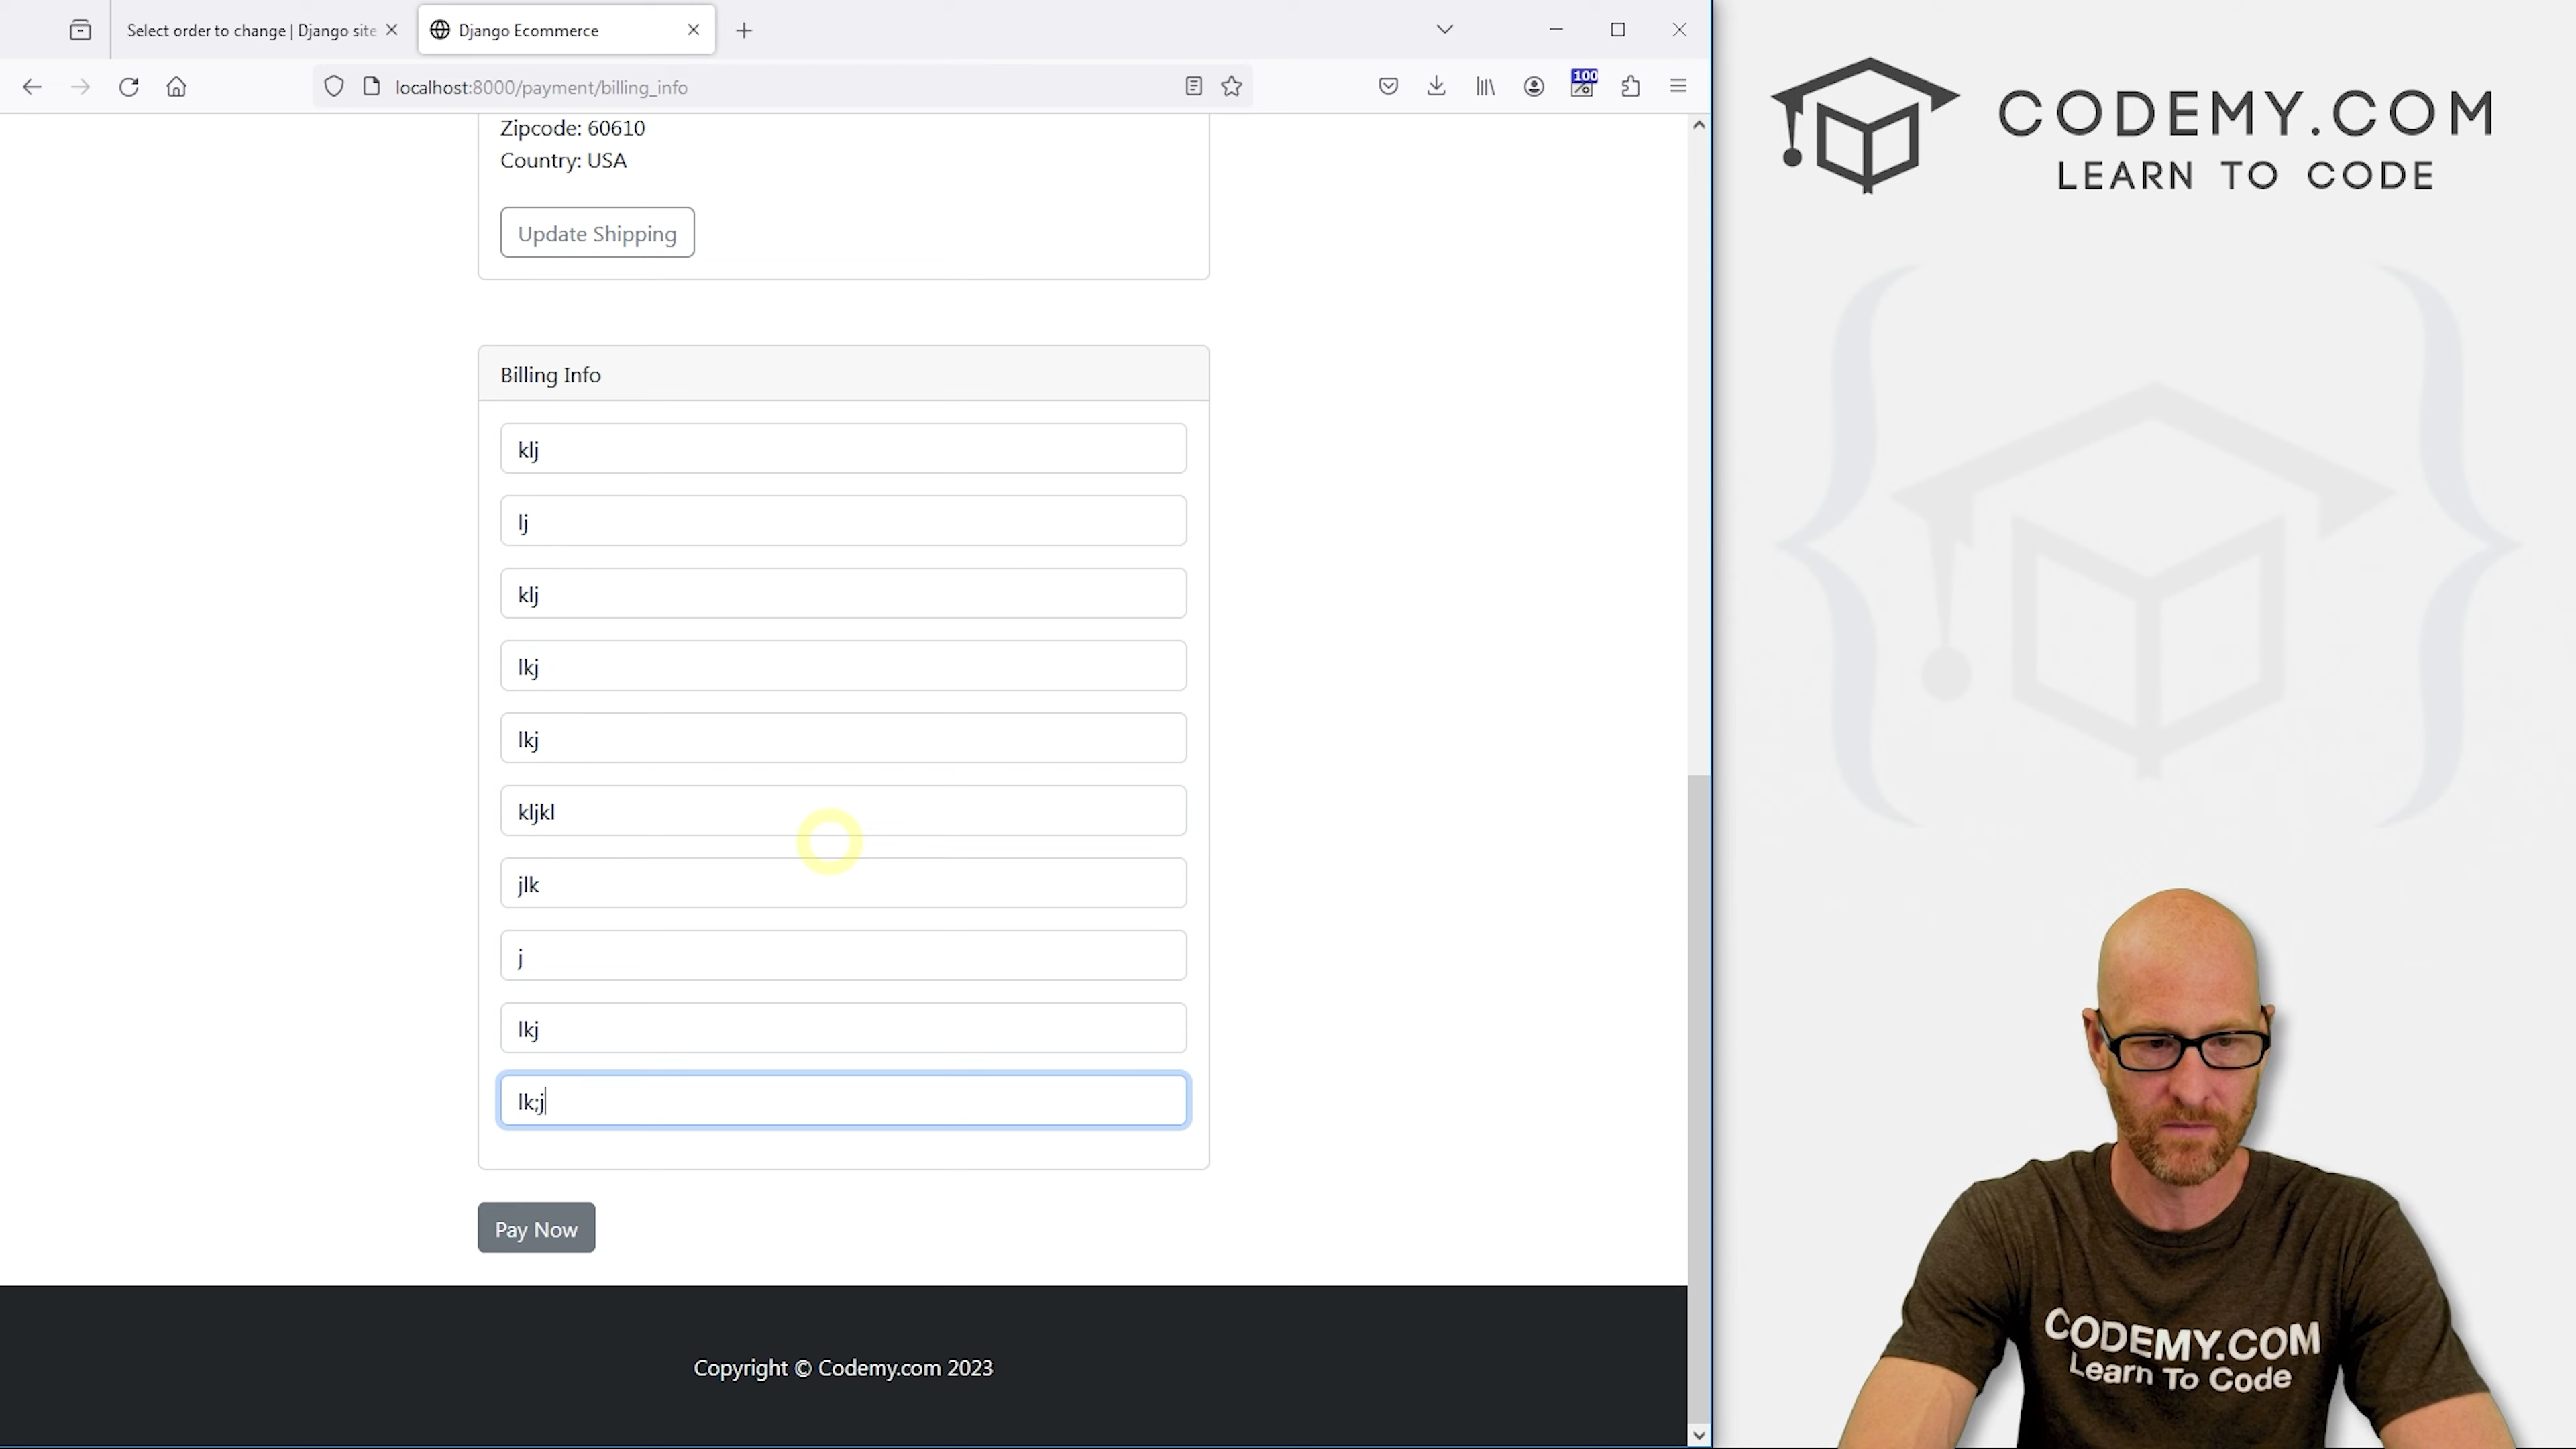 Select order to change | Django site
Django Ecommerce
localhost:8000/payment/billing_info
100
%
CODEMY.COM
LEARN TO CODE
Zipcode: 60610
Country: USA
Update Shipping
Billing Info
klj
lj
klj
lkj
lkj
kljkl
jlk
j
lkj
lk;j
Pay Now
Copyright © Codemy.com 2023
CODEMY.COM
Learn To Code